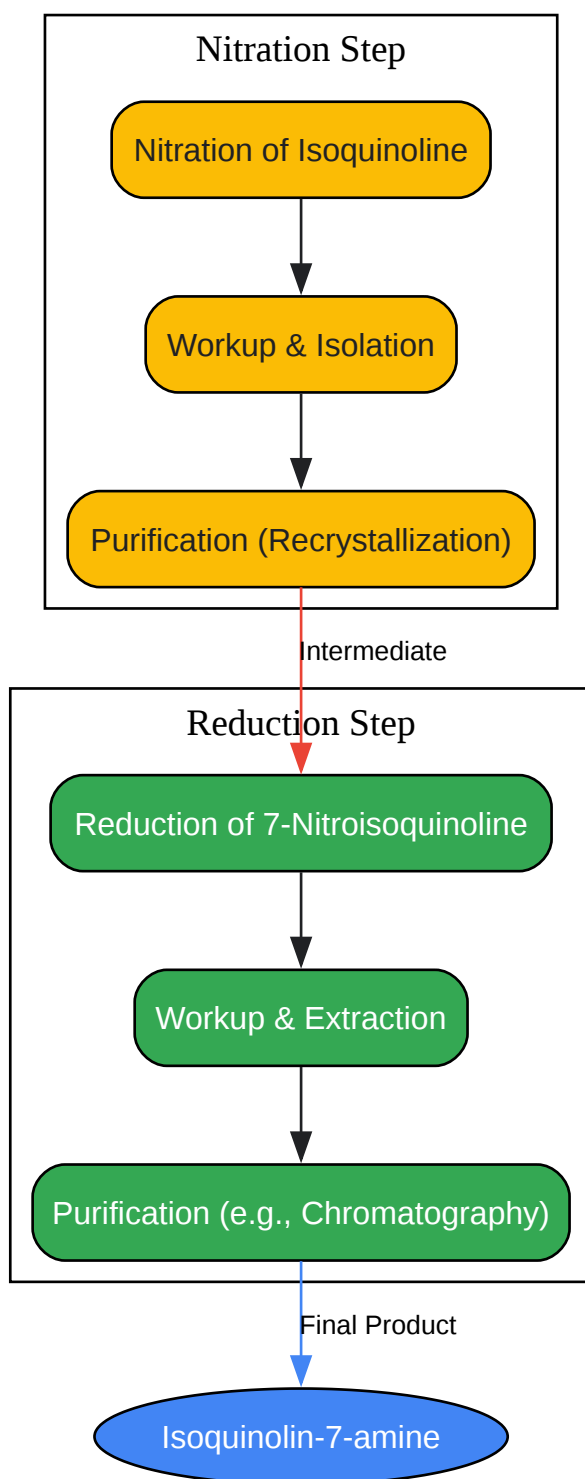 Nitration Step
Nitration of Isoquinoline
Workup & Isolation
Purification (Recrystallization)
Intermediate
Reduction Step
Reduction of 7-Nitroisoquinoline
Workup & Extraction
Purification (e.g., Chromatography)
Final Product
Isoquinolin-7-amine